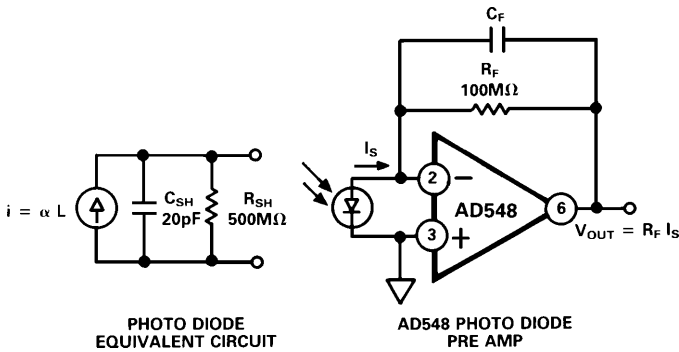 C_F
R_F
100MΩ
I_S
i = α L
C_SH
20pF
R_SH
500MΩ
2
−
AD548
3
+
6
V_OUT = R_F I_S
PHOTO DIODE
EQUIVALENT CIRCUIT
AD548 PHOTO DIODE
PRE AMP